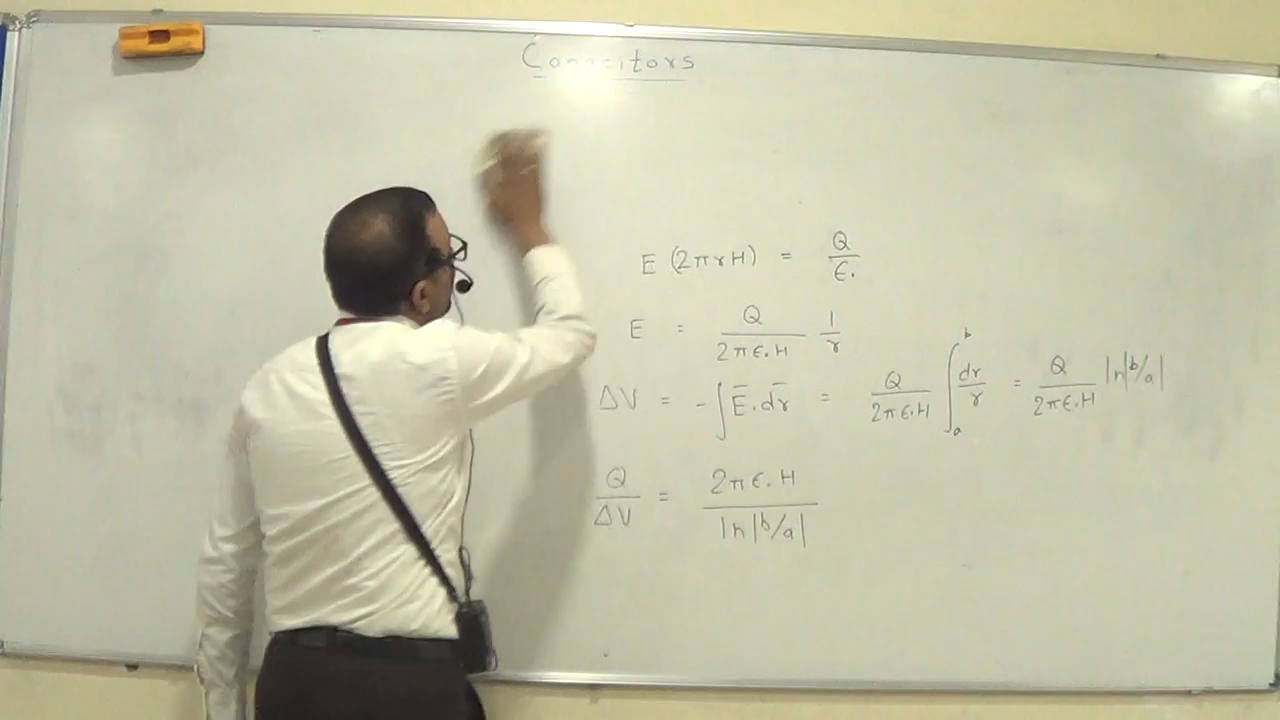 Capacitors
E (2πrH) = Q/ε₀
E = Q/2πε₀H 1/r
ΔV = -∫E̅.dr̅ = Q/2πε₀H ∫ₐᵇ dr/r = Q/2πε₀H ln|b/a|
Q/ΔV = 2πε₀H/ln|b/a|